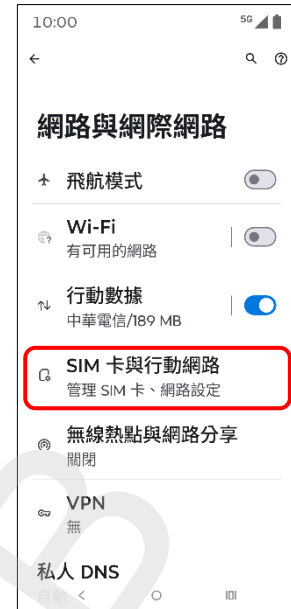 10:00 5G
網路與網際網路
飛航模式
Wi-Fi
有可用的網路
行動數據
中華電信/189 MB
SIM 卡與行動網路
管理 SIM 卡、網路設定
無線熱點與網路分享
關閉
VPN
無
私人 DNS
自動